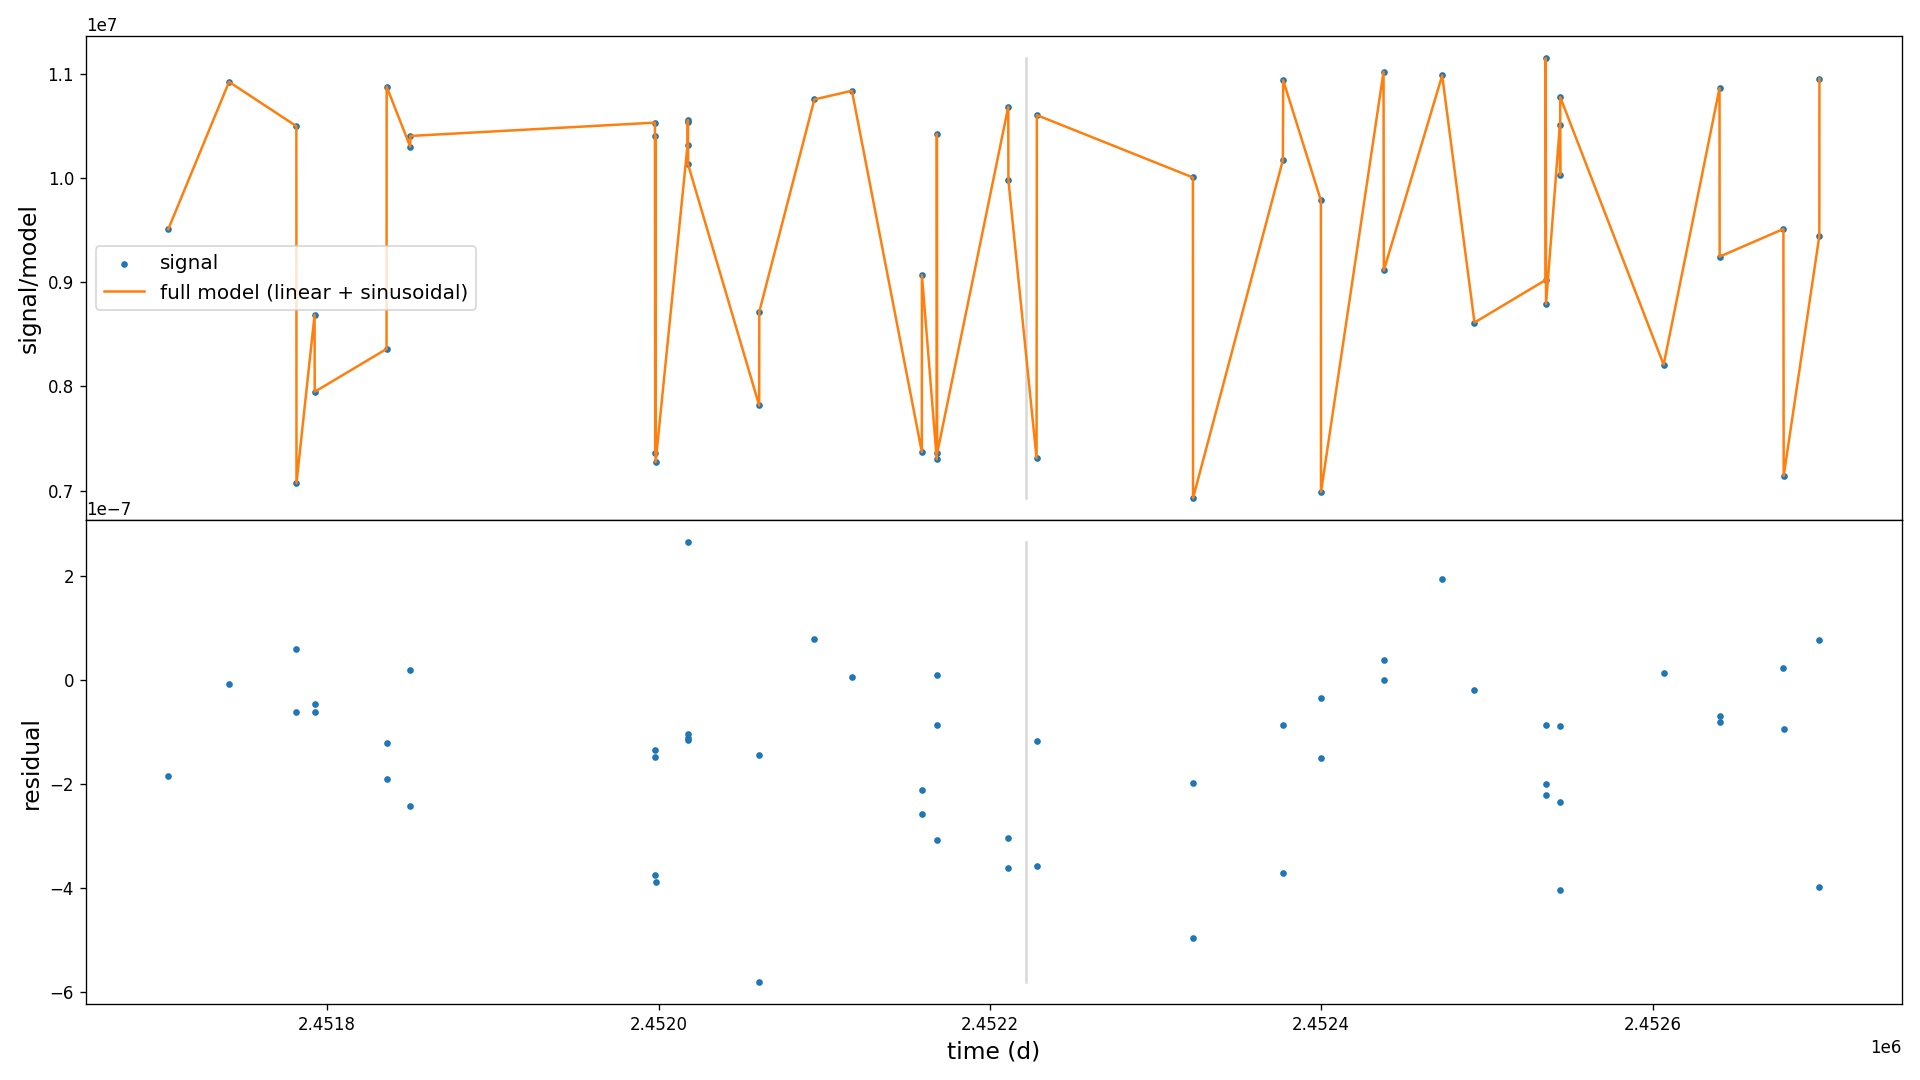 1e7
1.1
1.0
0.9
0.8
0.7
signal/model
signal
full model (linear + sinusoidal)
1e−7
2
0
−2
−4
−6
residual
2.4518
2.4520
2.4522
2.4524
2.4526
1e6
time (d)